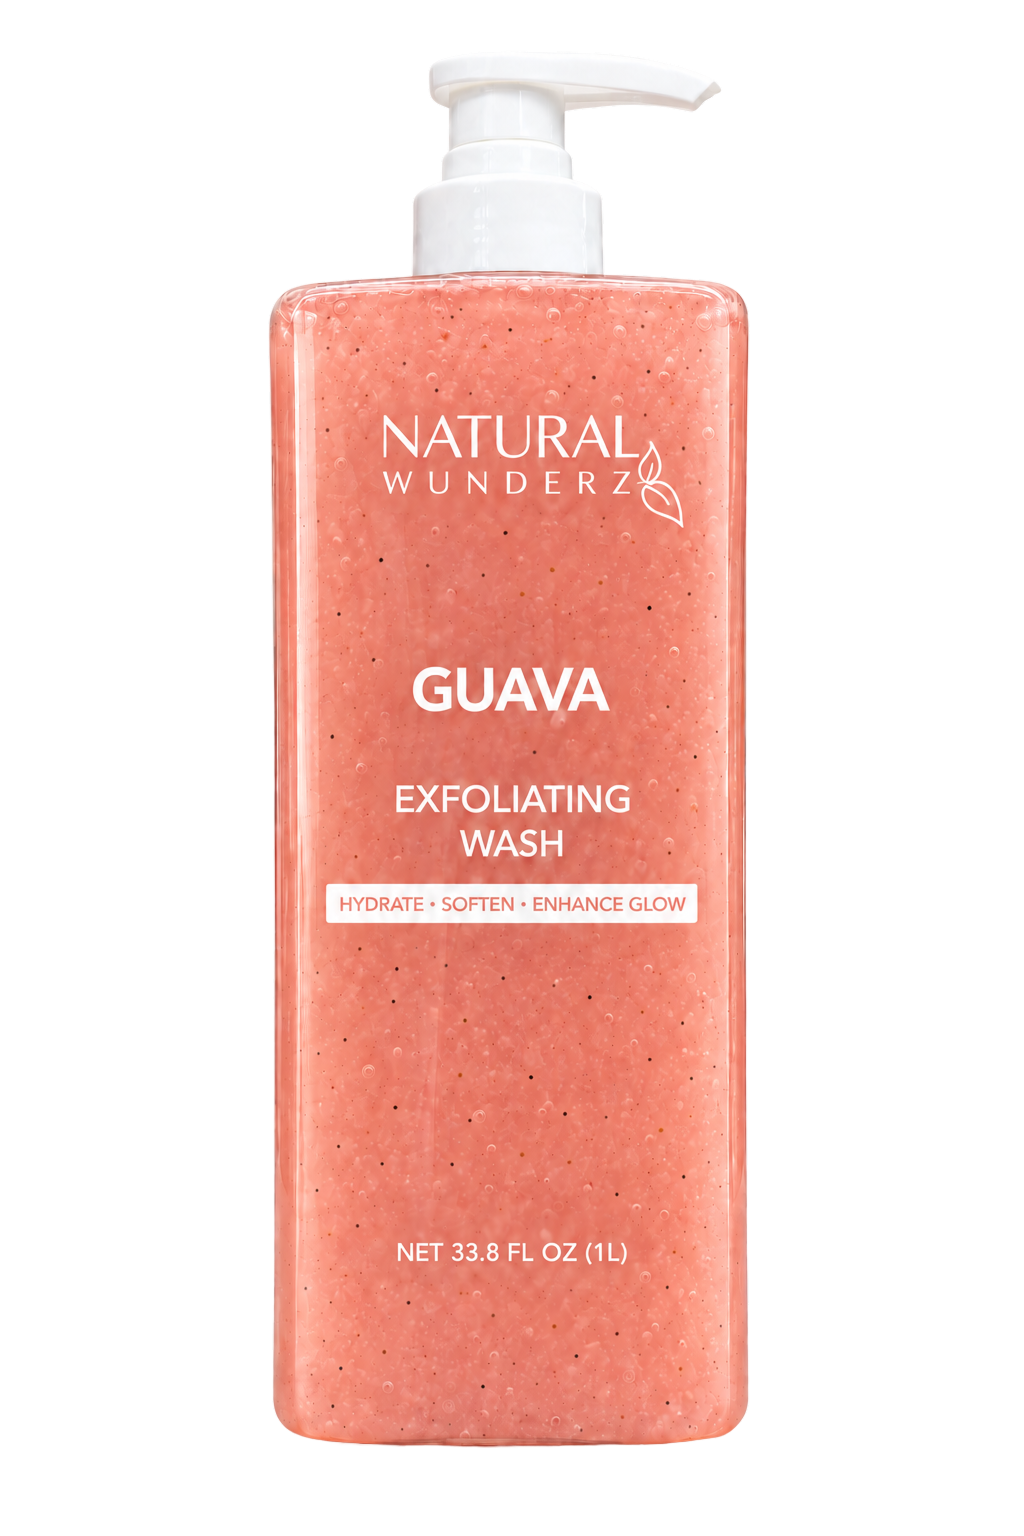 NATURAL
WUNDERZ
GUAVA
EXFOLIATING
WASH
HYDRATE • SOFTEN • ENHANCE GLOW
NET 33.8 FL OZ (1L)